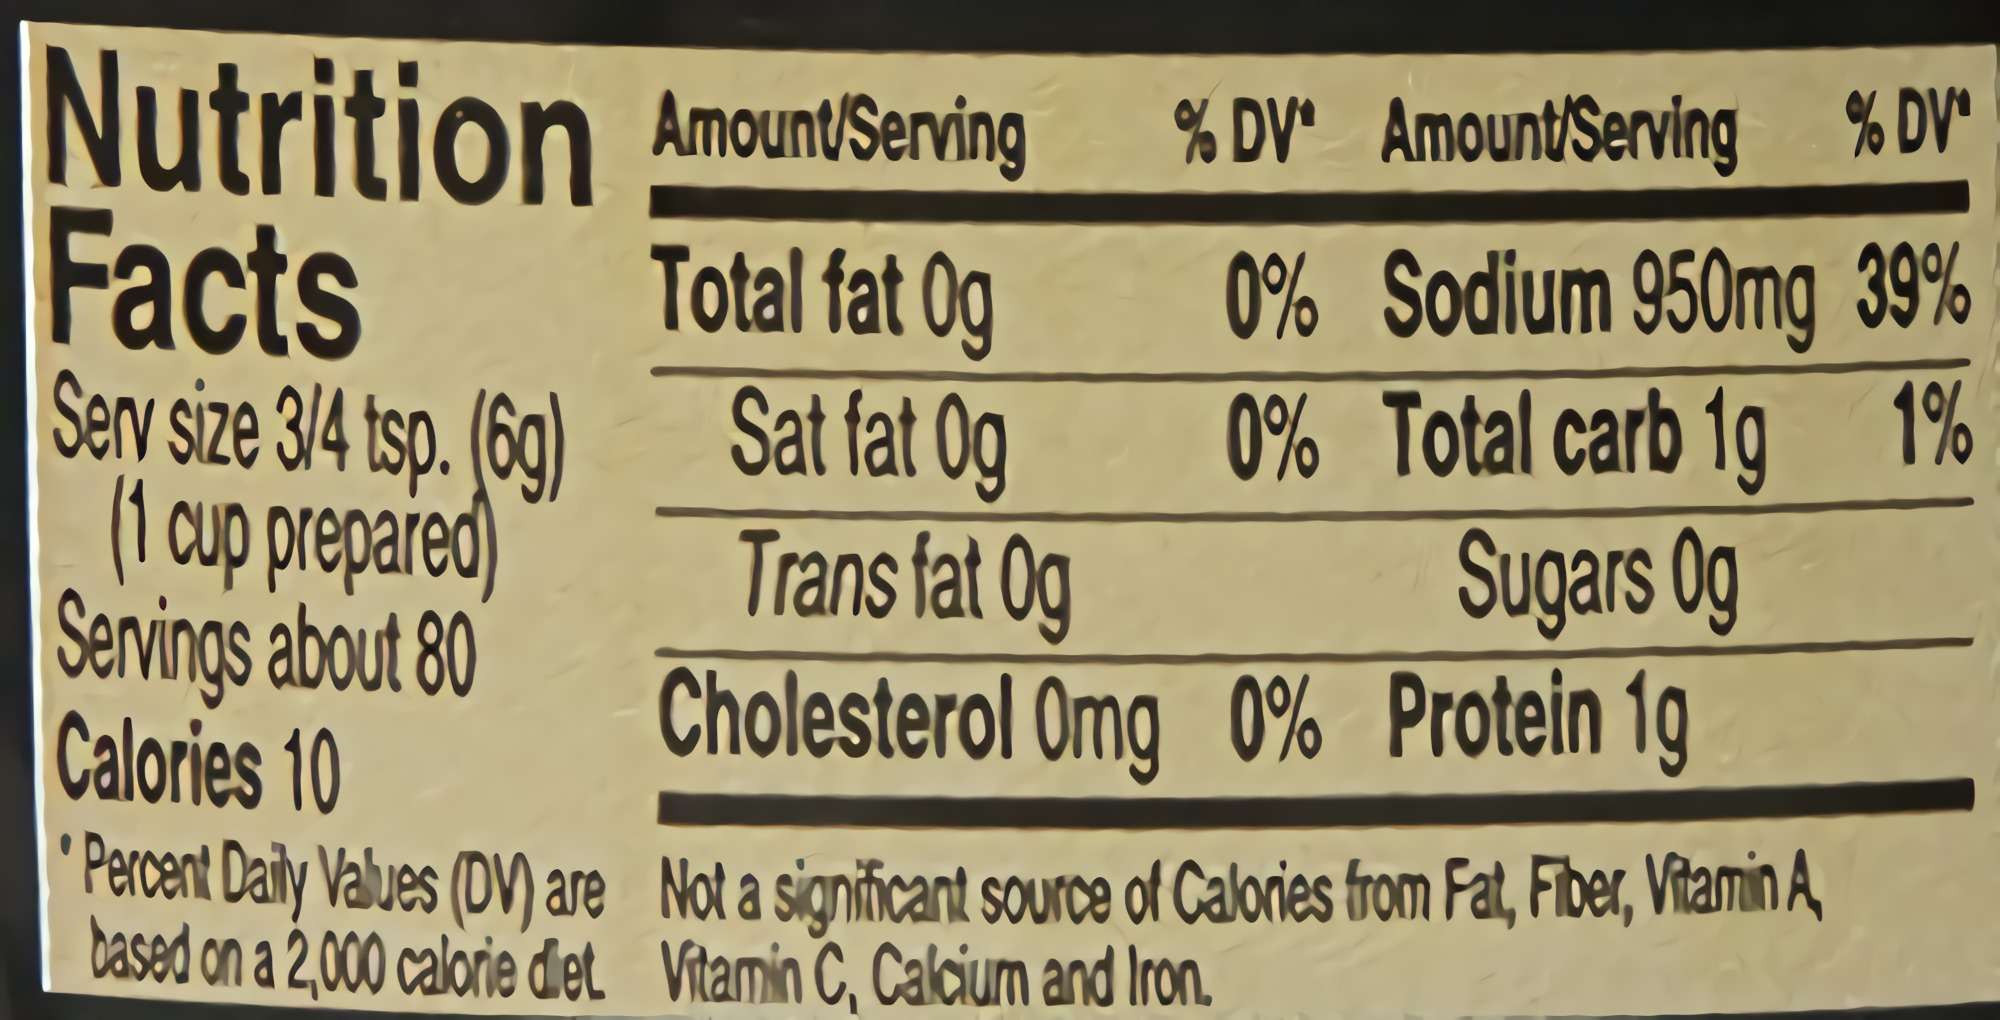 Nutrition
Facts
Serv size 3/4 tsp. (6g)
(1 cup prepared)
Servings about 80
Calories 10
* Percent Daily Values (DV) are
based on a 2,000 calorie diet.
Amount/Serving % DV* Amount/Serving % DV*
Total fat 0g 0% Sodium 950mg 39%
Sat fat 0g 0% Total carb 1g 1%
Trans fat 0g Sugars 0g
Cholesterol 0mg 0% Protein 1g
Not a significant source of Calories from Fat, Fiber, Vitamin A,
Vitamin C, Calcium and Iron.